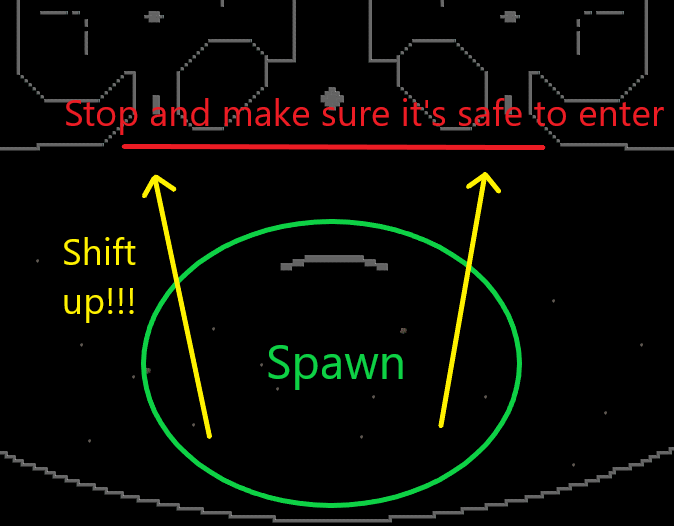 Stop and make sure it's safe to enter
Shift
up!!!
Spawn